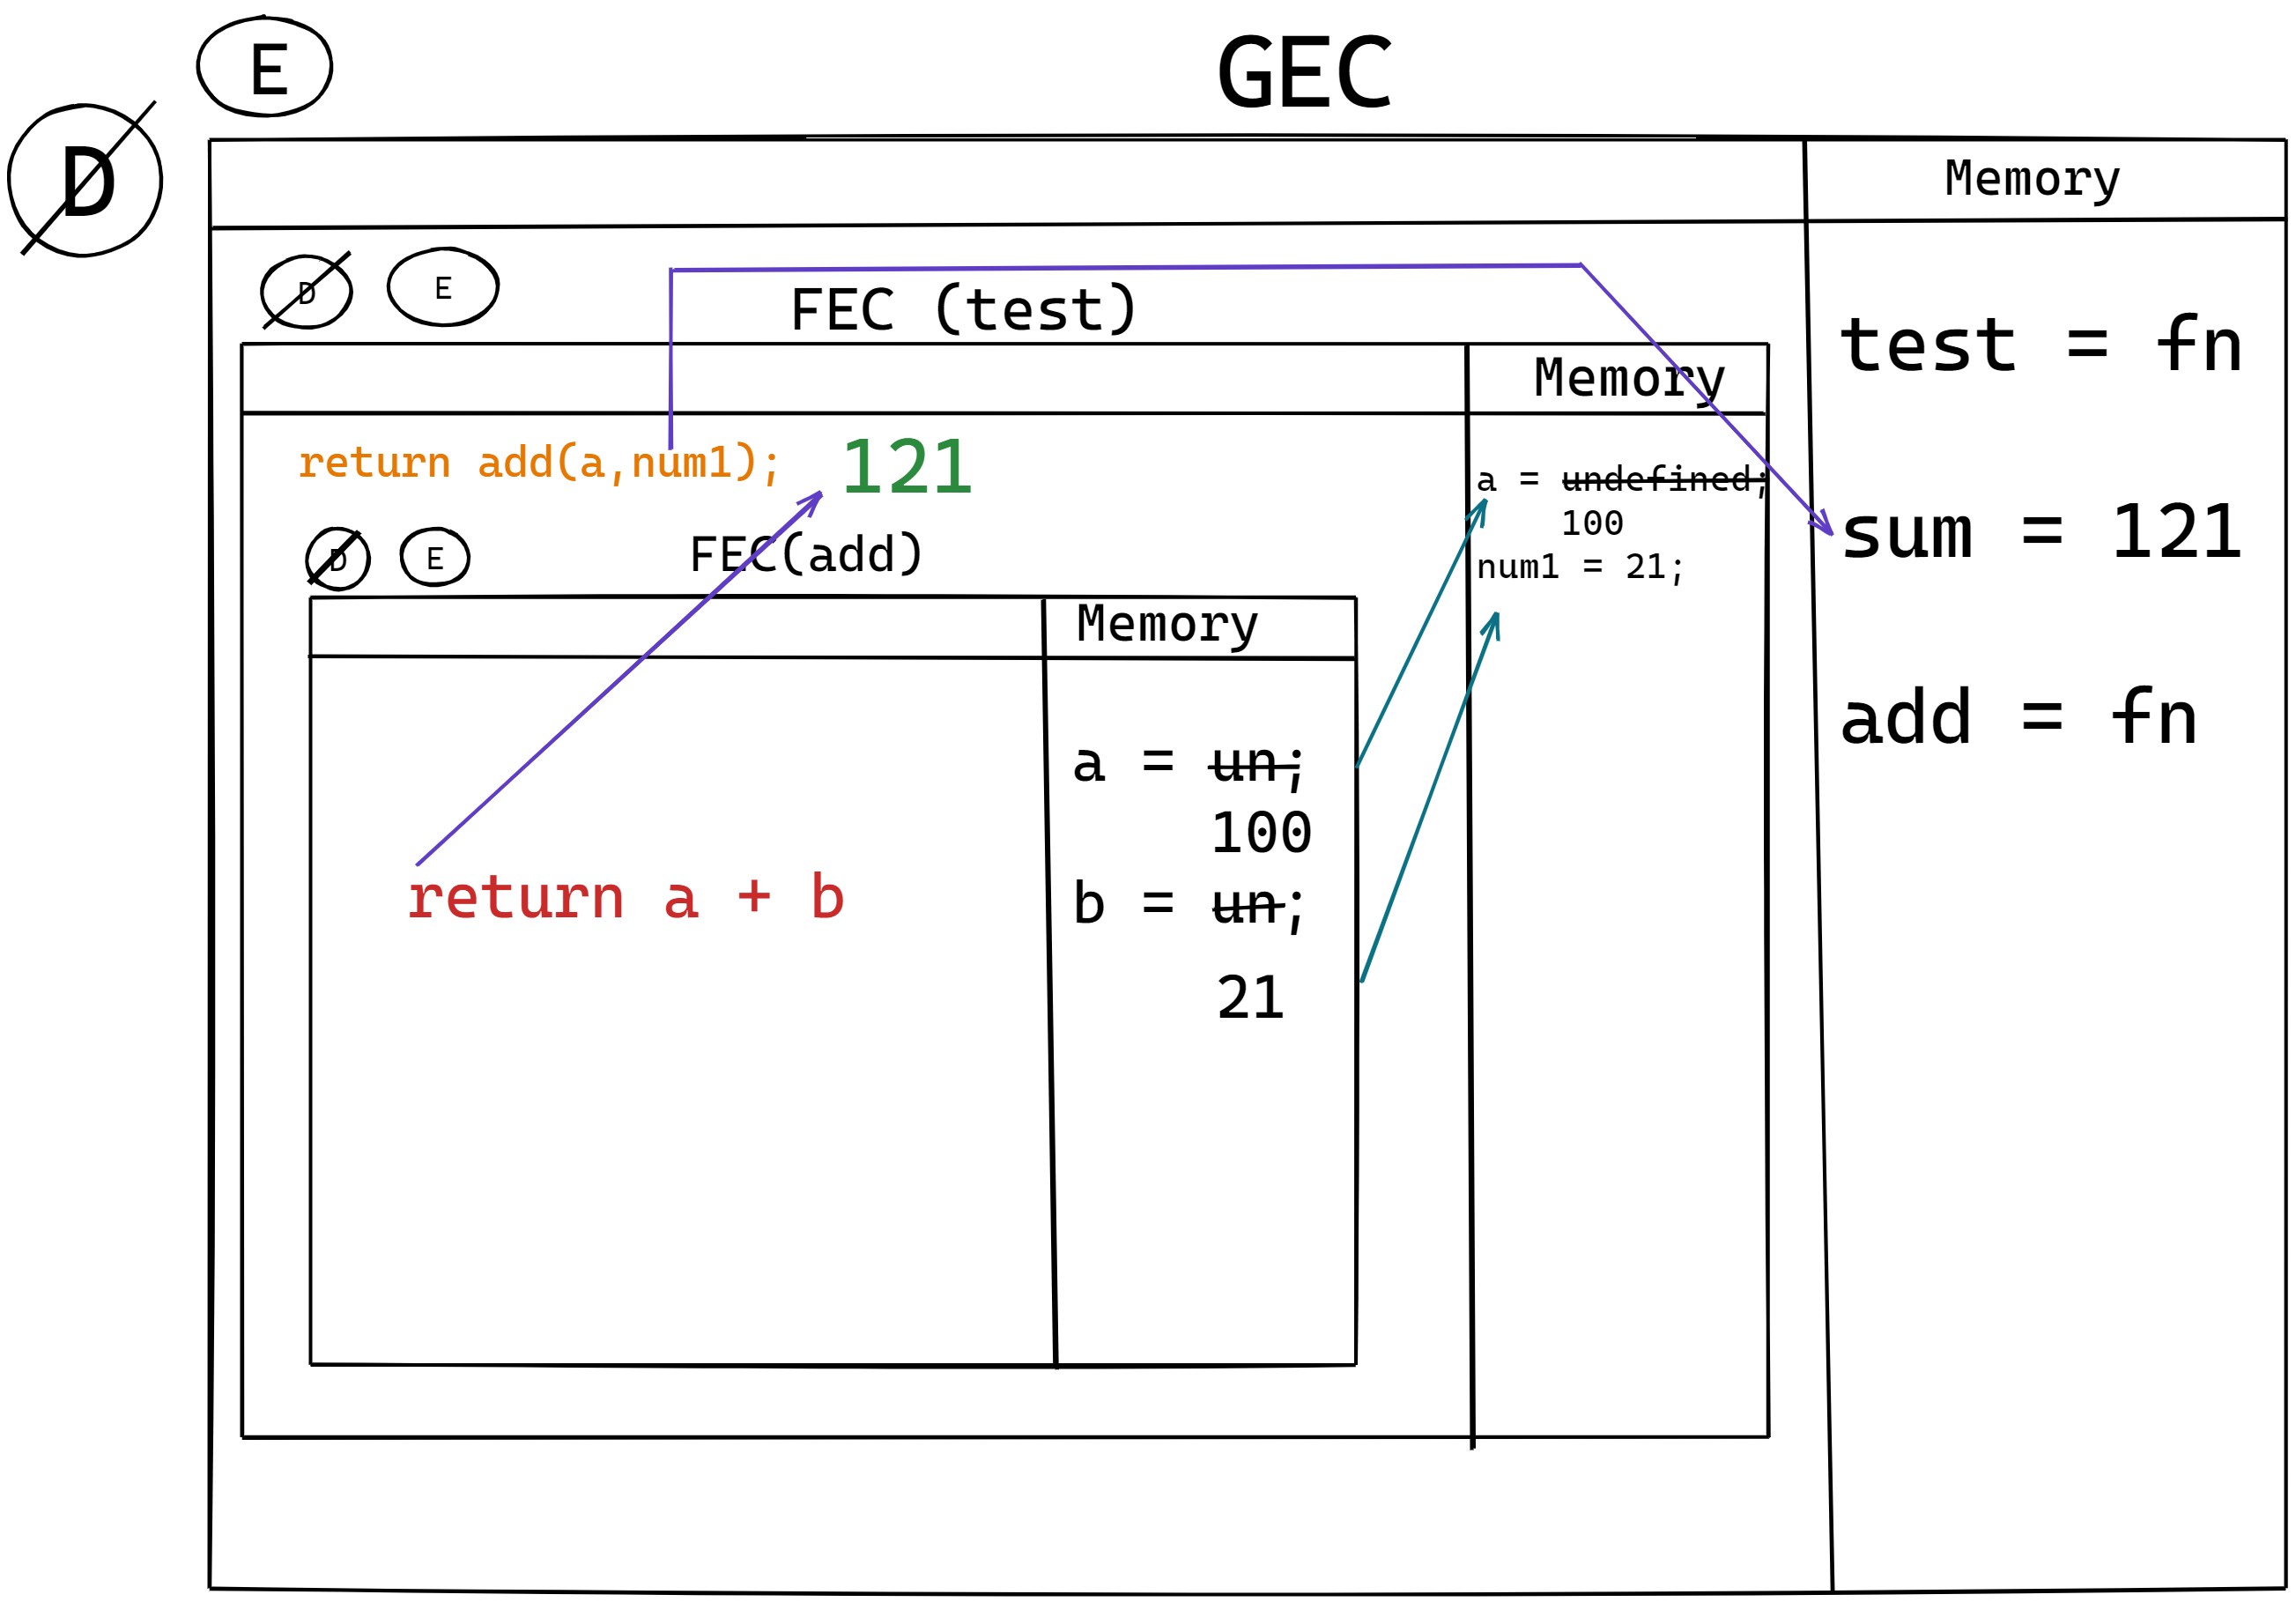 E
GEC
D
Memory
D
E
FEC (test)
test = fn
Memory
return add(a,num1); 121
a = undefined;
100
num1 = 21;
sum = 121
D
E
FEC(add)
Memory
add = fn
a = un;
100
return a + b
b = un;
21